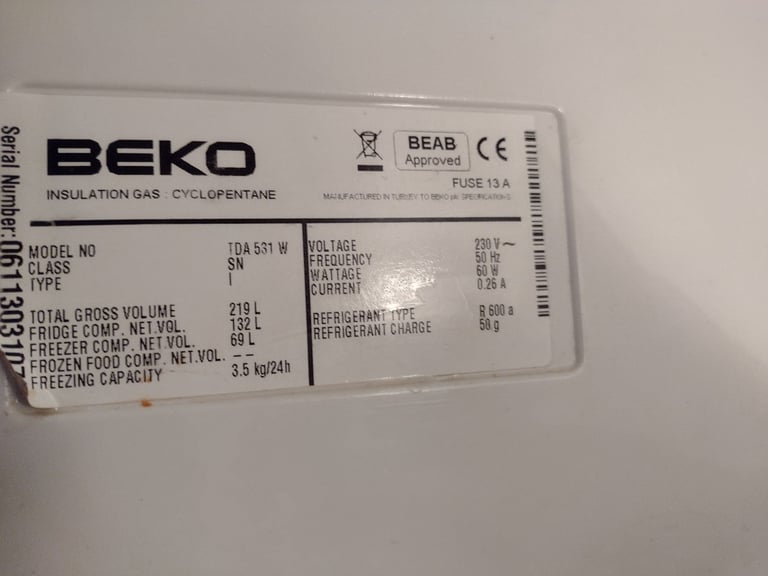 BEKO
BEAB
Approved
CE
INSULATION GAS : CYCLOPENTANE
FUSE 13 A
MANUFACTURED IN TURKEY TO BEKO plc SPECIFICATIONS
MODEL NO TDA 531 W
CLASS SN
TYPE I
TOTAL GROSS VOLUME 219 L
FRIDGE COMP. NET.VOL. 132 L
FREEZER COMP. NET.VOL. 69 L
FROZEN FOOD COMP. NET.VOL. --
FREEZING CAPACITY 3.5 kg/24h
VOLTAGE 230 V~
FREQUENCY 50 Hz
WATTAGE 60 W
CURRENT 0.26 A
REFRIGERANT TYPE R 600 a
REFRIGERANT CHARGE 50 g
Serial Number: